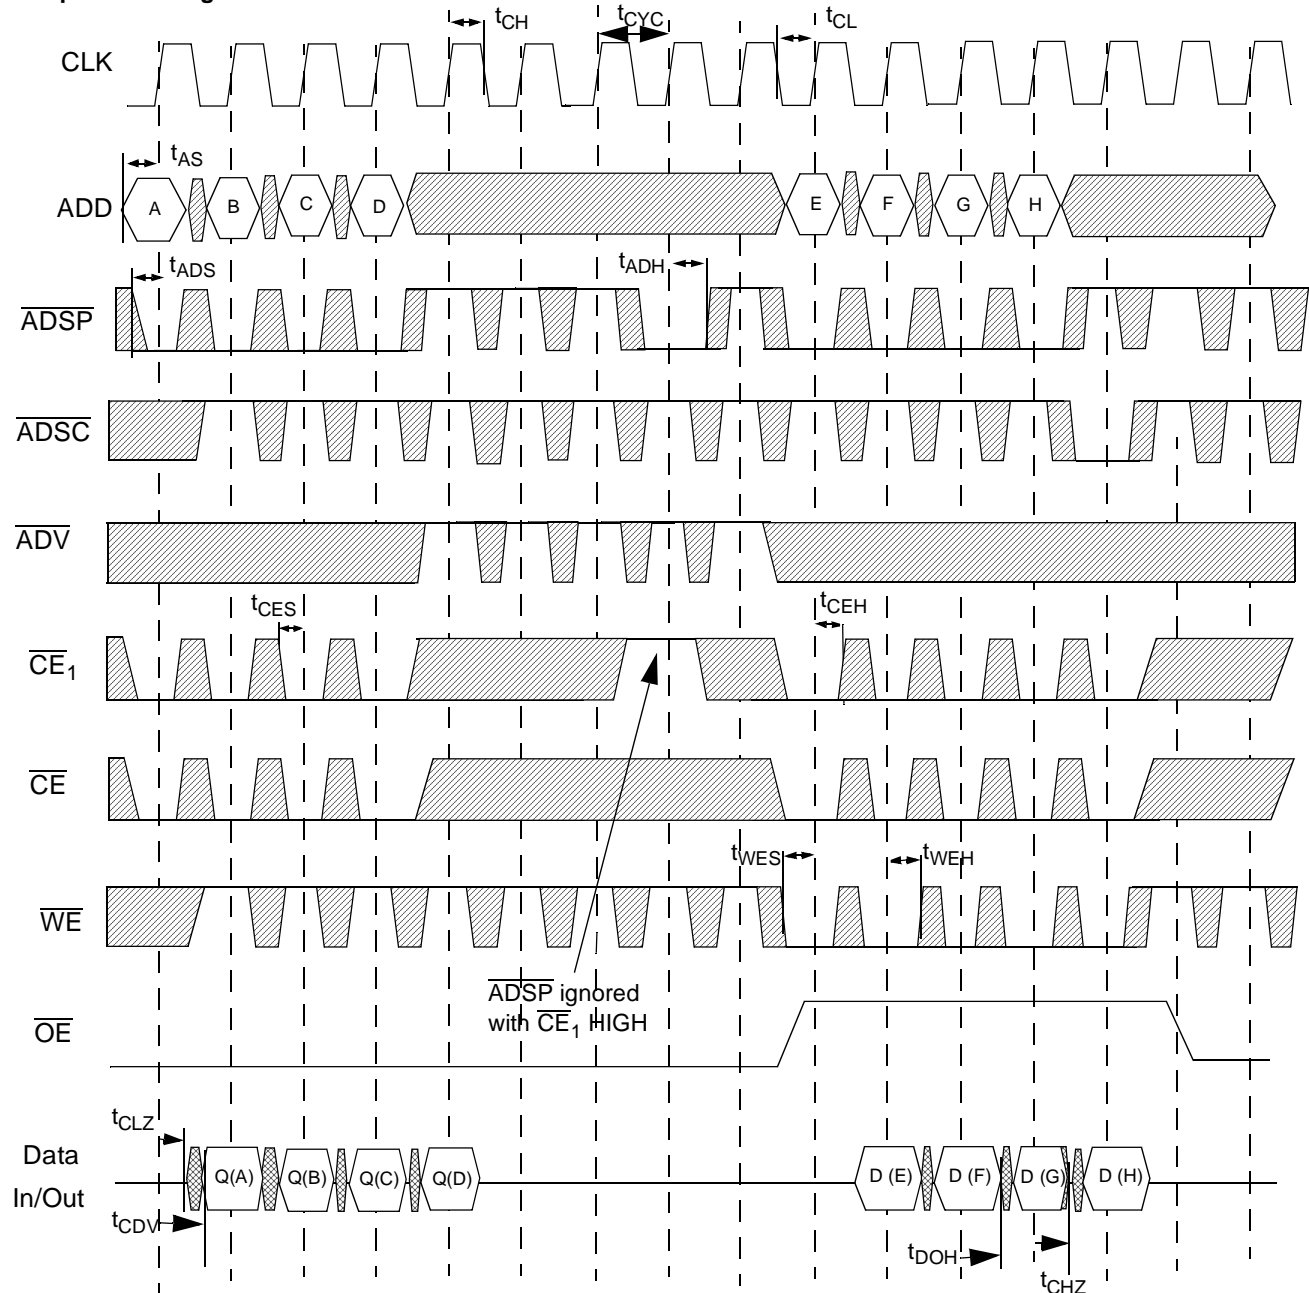 tCH
tCYC
tCL
CLK
tAS
ADD
A
B
C
D
E
F
G
H
tADS
tADH
ADSP
ADSC
ADV
tCES
tCEH
CE1
CE
tWES
tWEH
WE
ADSP ignored
with CE1 HIGH
OE
tCLZ
Data
In/Out
Q(A)
Q(B)
Q(C)
Q(D)
D (E)
D (F)
D (G)
D (H)
tCDV
tDOH
tCHZ